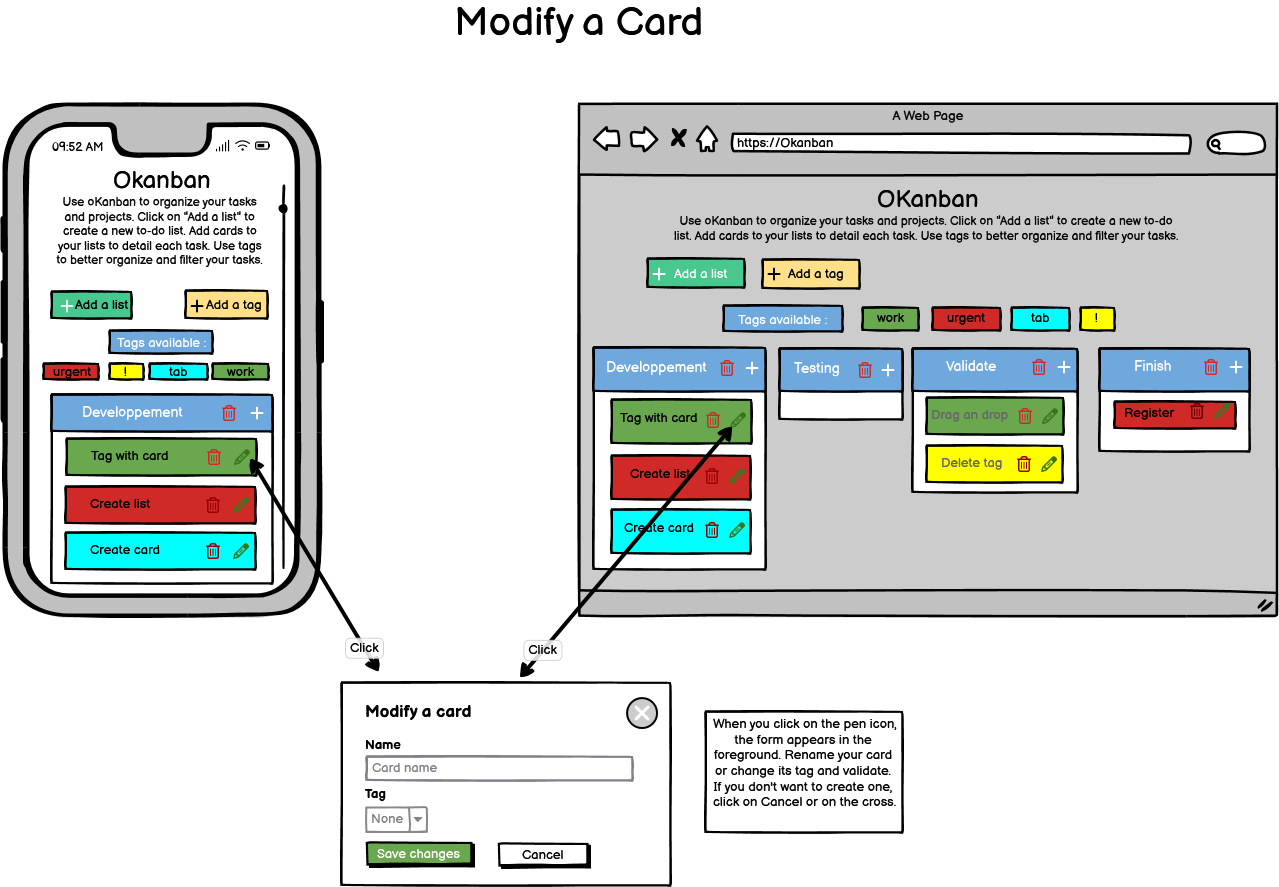 Modify a Card
09:52 AM
Okanban
Use oKanban to organize your tasks
and projects. Click on "Add a list" to
create a new to-do list. Add cards to
your lists to detail each task. Use tags
to better organize and filter your tasks.
Add a list
Add a tag
Tags available :
urgent
!
tab
work
Developpement
Tag with card
Create list
Create card
A Web Page
https://Okanban
OKanban
Use oKanban to organize your tasks and projects. Click on "Add a list" to create a new to-do
list. Add cards to your lists to detail each task. Use tags to better organize and filter your tasks.
Add a list
Add a tag
Tags available :
work
urgent
tab
!
Developpement
Tag with card
Create list
Create card
Testing
Validate
Drag an drop
Delete tag
Finish
Register
Click
Click
Modify a card
Name
Card name
Tag
None
Save changes
Cancel
When you click on the pen icon,
the form appears in the
foreground. Rename your card
or change its tag and validate.
If you don't want to create one,
click on Cancel or on the cross.